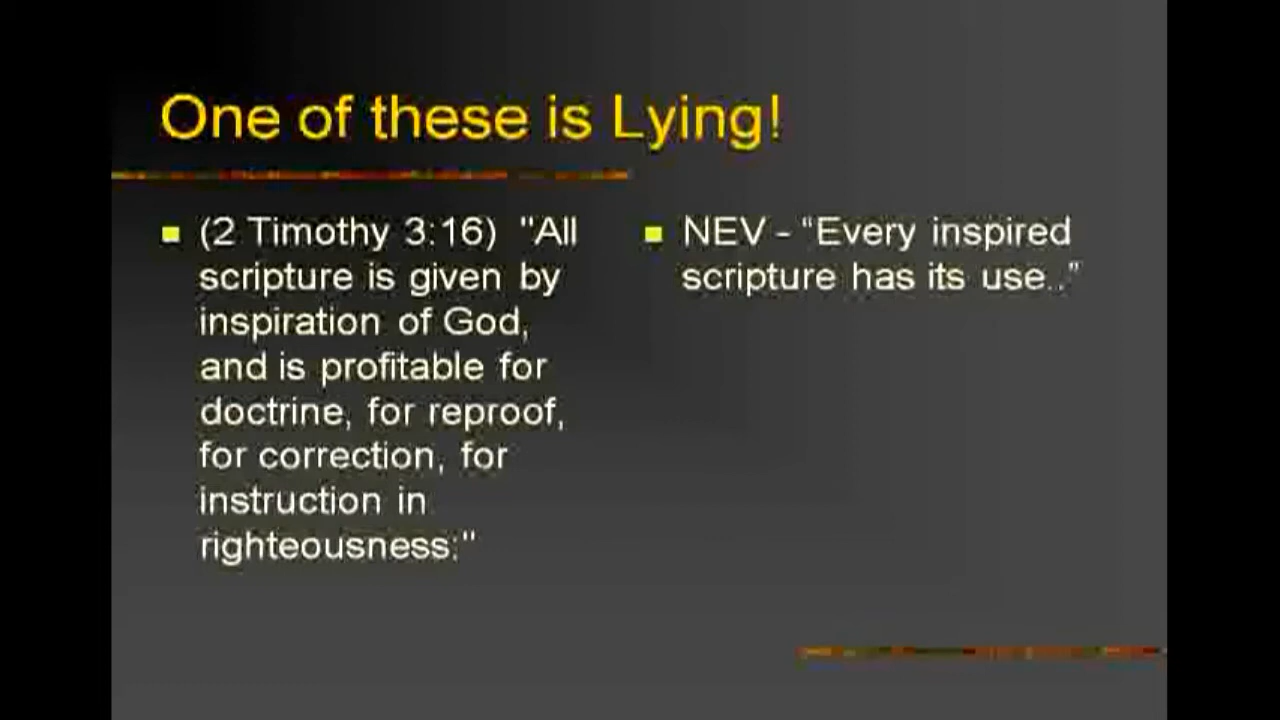 One of these is Lying!
(2 Timothy 3:16) "All
scripture is given by
inspiration of God,
and is profitable for
doctrine, for reproof,
for correction, for
instruction in
righteousness:"
NEV - “Every inspired
scripture has its use..”